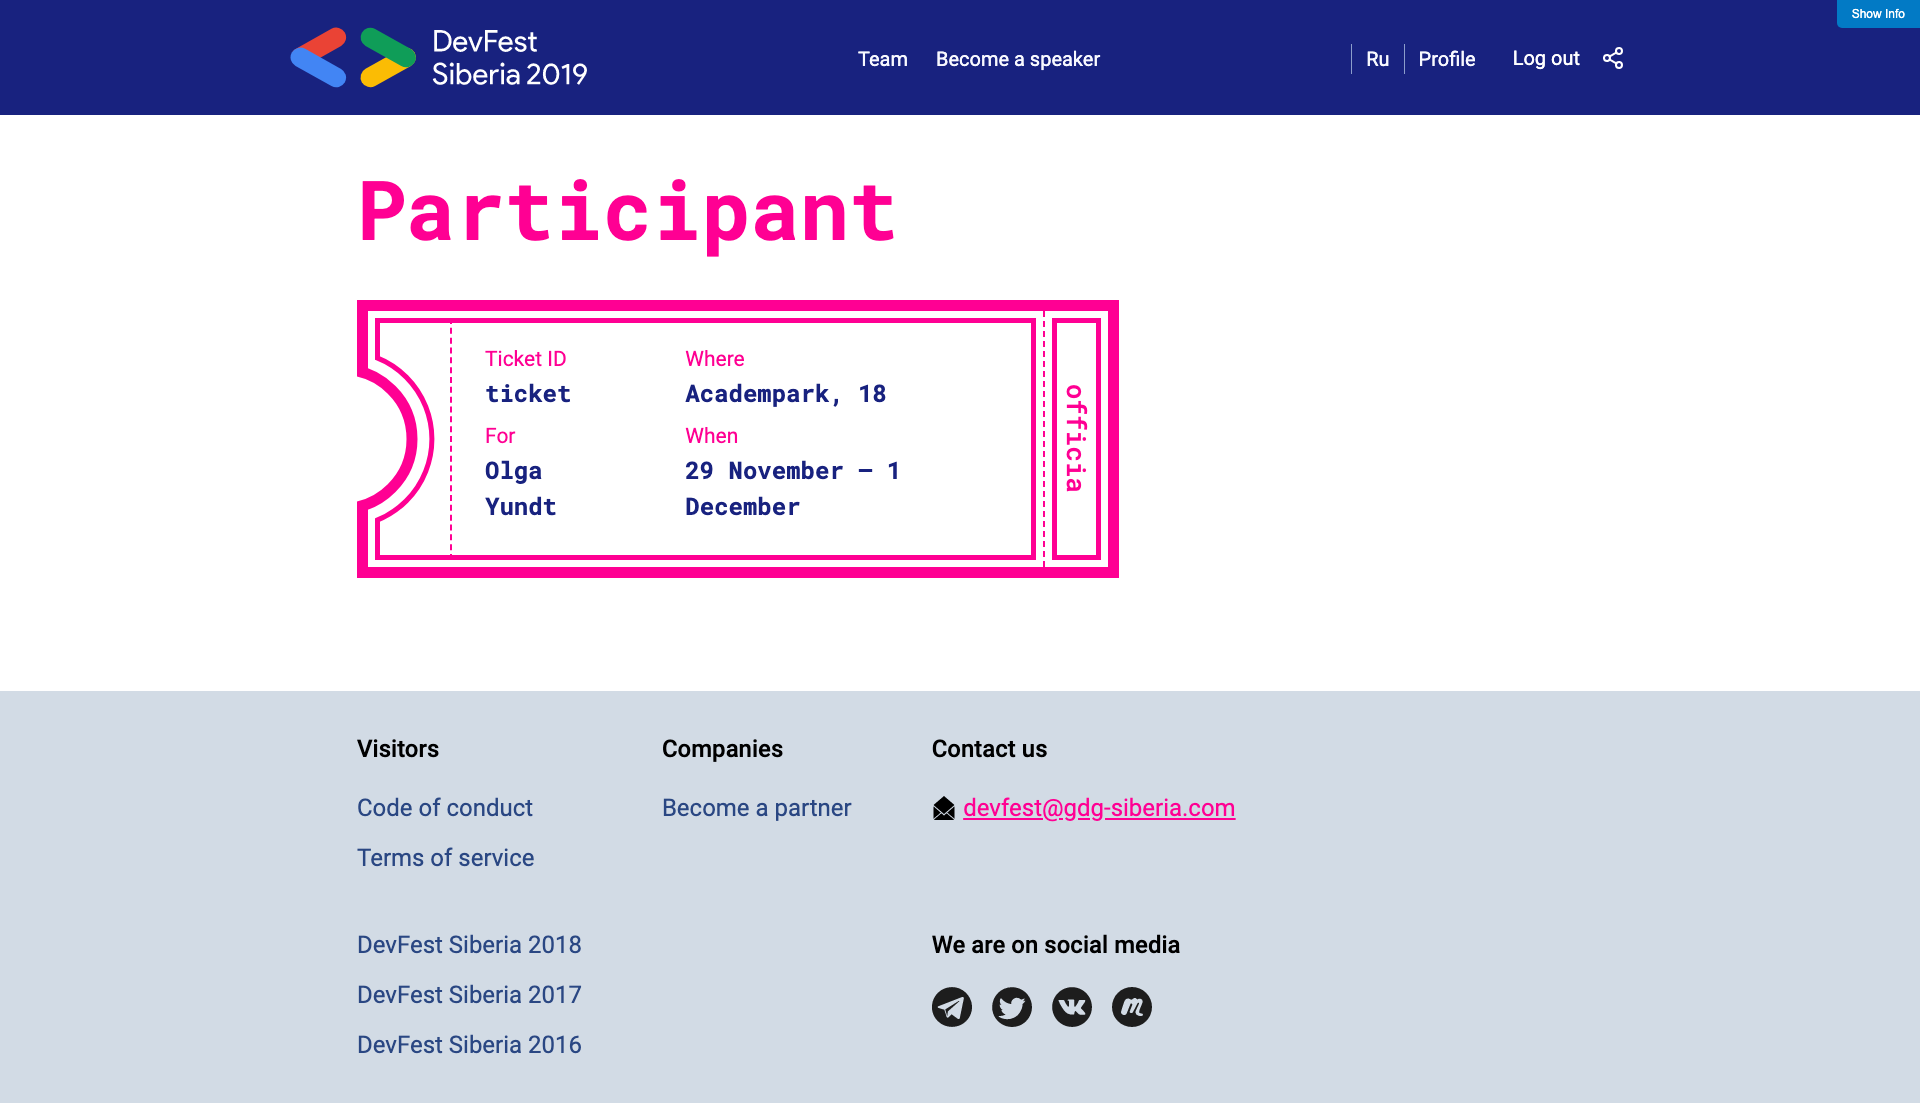 DevFest
Siberia 2019
Team
Become a speaker
Ru
Profile
Log out
Show Info
Participant
Ticket ID
ticket
Where
Academpark, 18
For
Olga
Yundt
When
29 November – 1
December
officia
Visitors
Code of conduct
Terms of service
DevFest Siberia 2018
DevFest Siberia 2017
DevFest Siberia 2016
Companies
Become a partner
Contact us
devfest@gdg-siberia.com
We are on social media